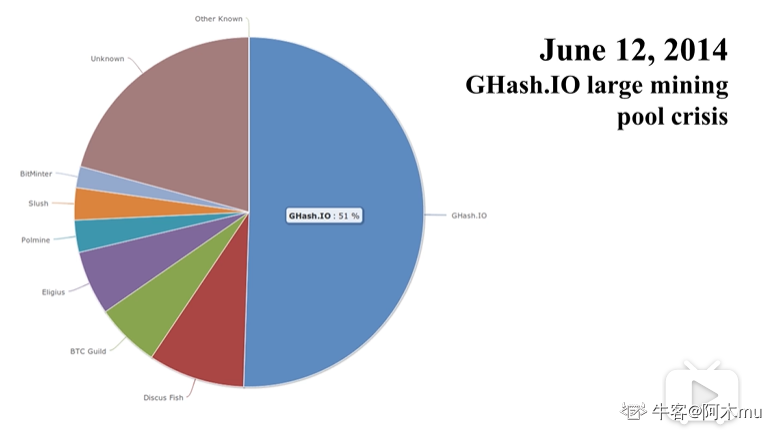 Other Known
June 12, 2014
GHash.IO large mining
pool crisis
Unknown
BitMinter
Slush
GHash.IO : 51 %
GHash.IO
Polmine
Eligius
BTC Guild
Discus Fish
牛客@阿木mu